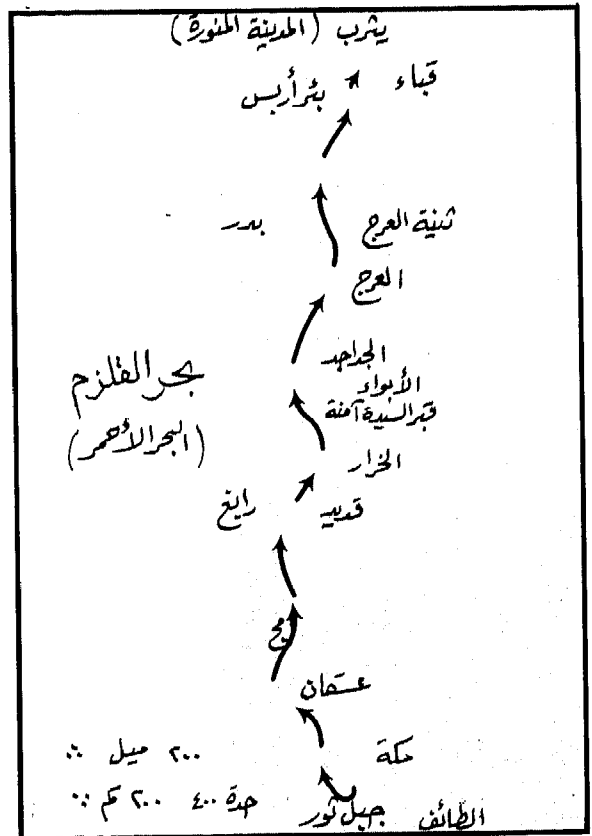 يثرب (المدينة المنورة)
قباء
بئر أريس
ثنية العرج
بدر
العرج
الجداجد
الأبواء
قبر السيدة آمنة
بحر القلزم
(البحر الأحمر)
الخرار
قديد
رابغ
أمج
عسفان
مكة
٢٠٠ ميل
الطائف
جبل ثور
جدة ٤٠٠ ٢٠٠ كم